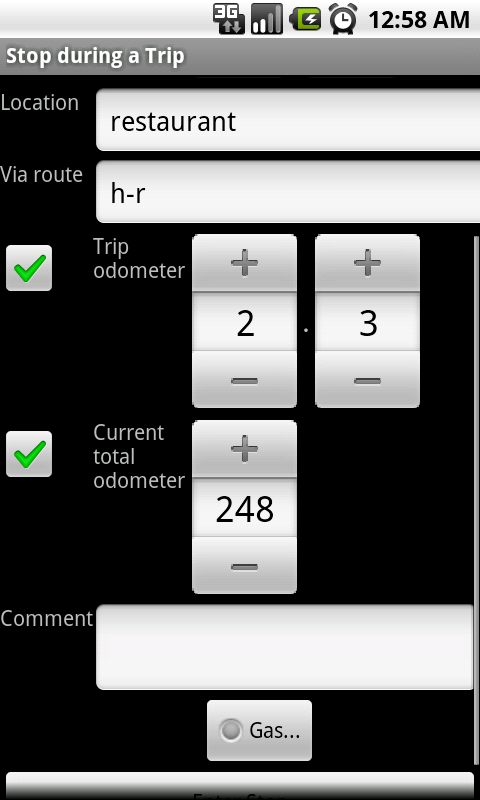 3G 12:58 AM
Stop during a Trip
Location restaurant
Via route h-r
Trip
odometer
+ +
2 . 3
− −
Current
total
odometer
+
248
−
Comment
Gas...